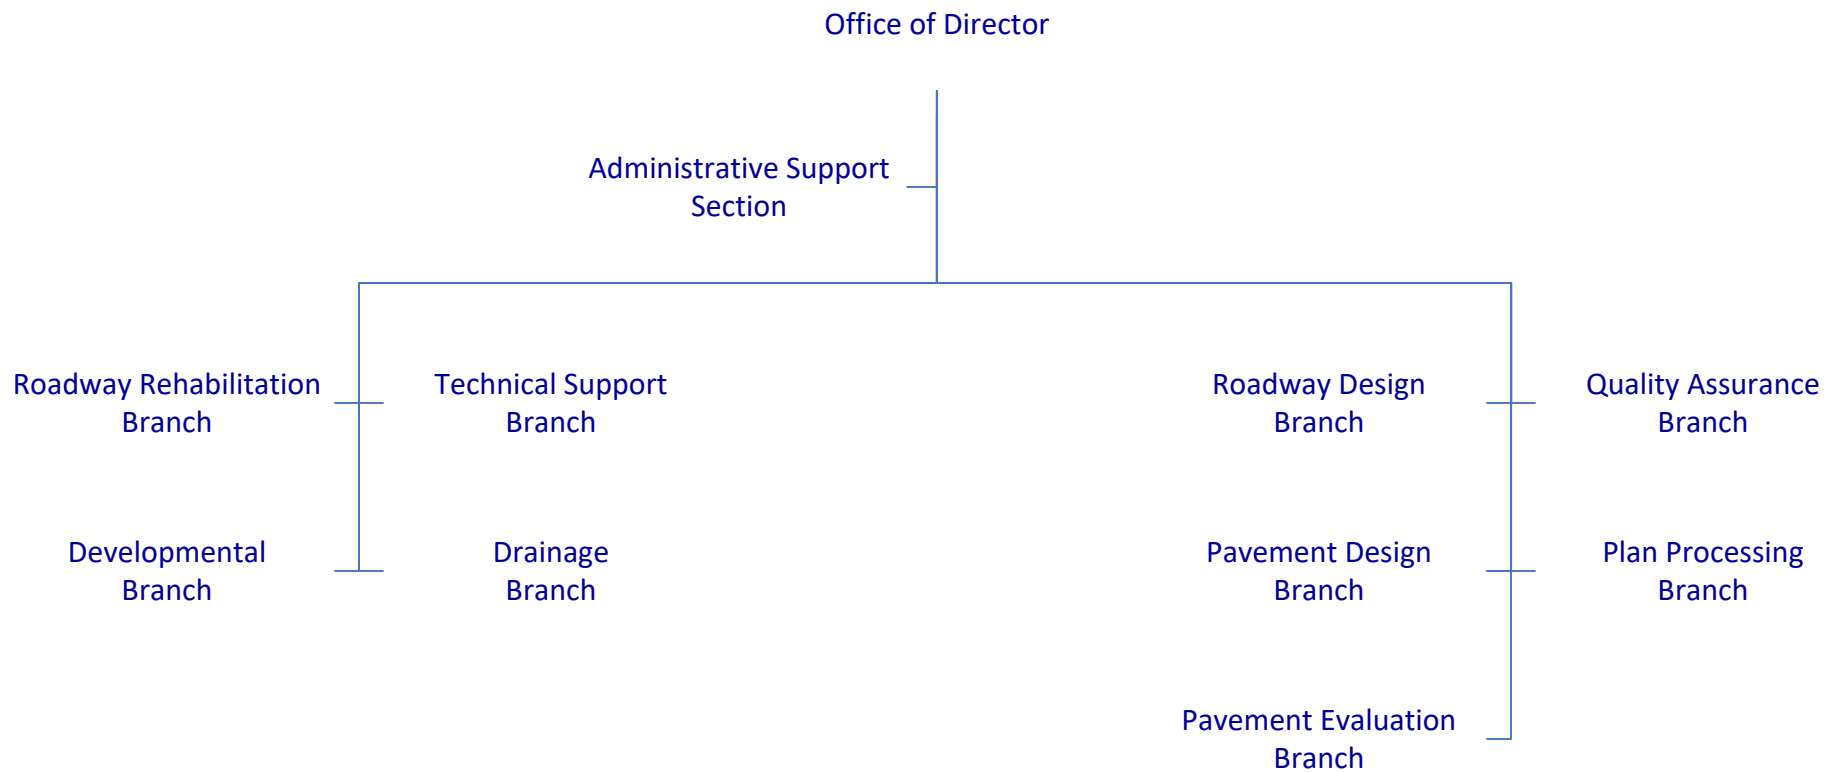 Office of Director
Administrative Support
Section
Roadway Rehabilitation
Branch
Technical Support
Branch
Roadway Design
Branch
Quality Assurance
Branch
Developmental
Branch
Drainage
Branch
Pavement Design
Branch
Plan Processing
Branch
Pavement Evaluation
Branch